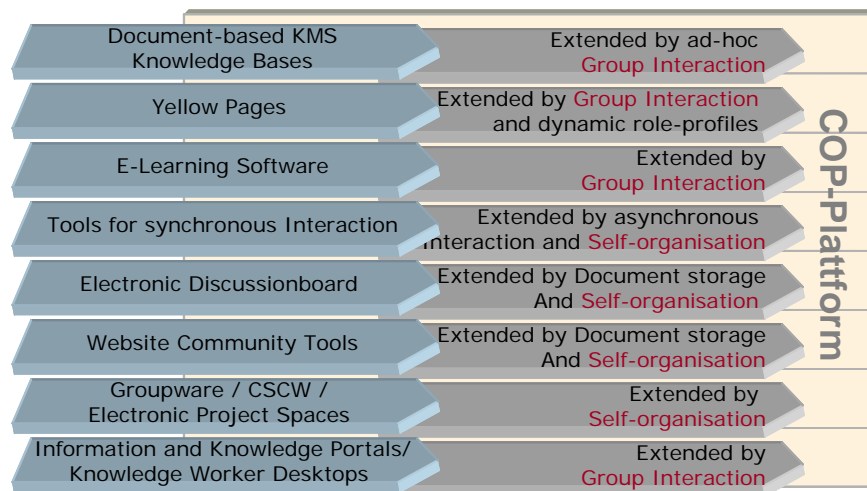 Document-based KMS
Knowledge Bases
Extended by ad-hoc
Group Interaction
Yellow Pages
Extended by Group Interaction
and dynamic role-profiles
E-Learning Software
Extended by
Group Interaction
Tools for synchronous Interaction
Extended by asynchronous
Interaction and Self-organisation
Electronic Discussionboard
Extended by Document storage
And Self-organisation
Website Community Tools
Extended by Document storage
And Self-organisation
Groupware / CSCW /
Electronic Project Spaces
Extended by
Self-organisation
Information and Knowledge Portals/
Knowledge Worker Desktops
Extended by
Group Interaction
COP-Plattform